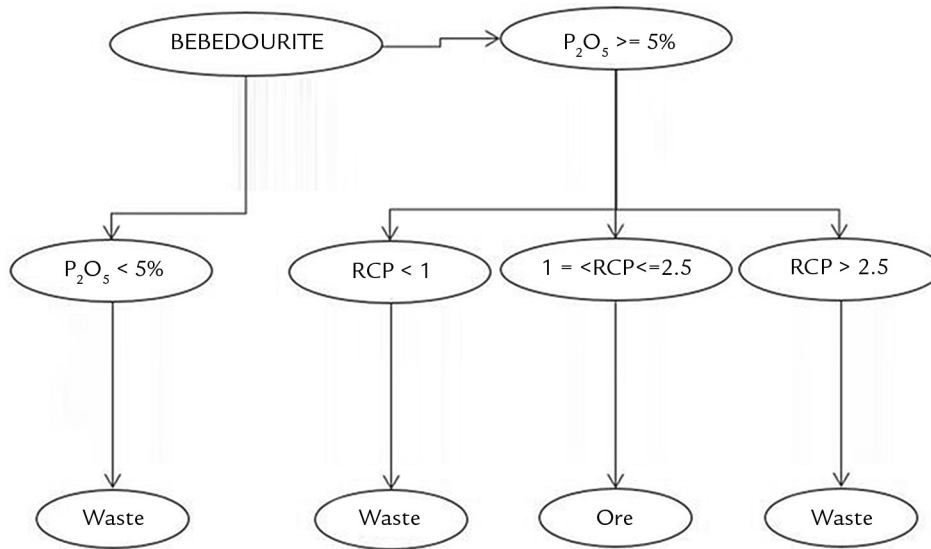 BEBEDOURITE
P₂O₅ >= 5%
P₂O₅ < 5%
RCP < 1
1 = <RCP<=2.5
RCP > 2.5
Waste
Waste
Ore
Waste